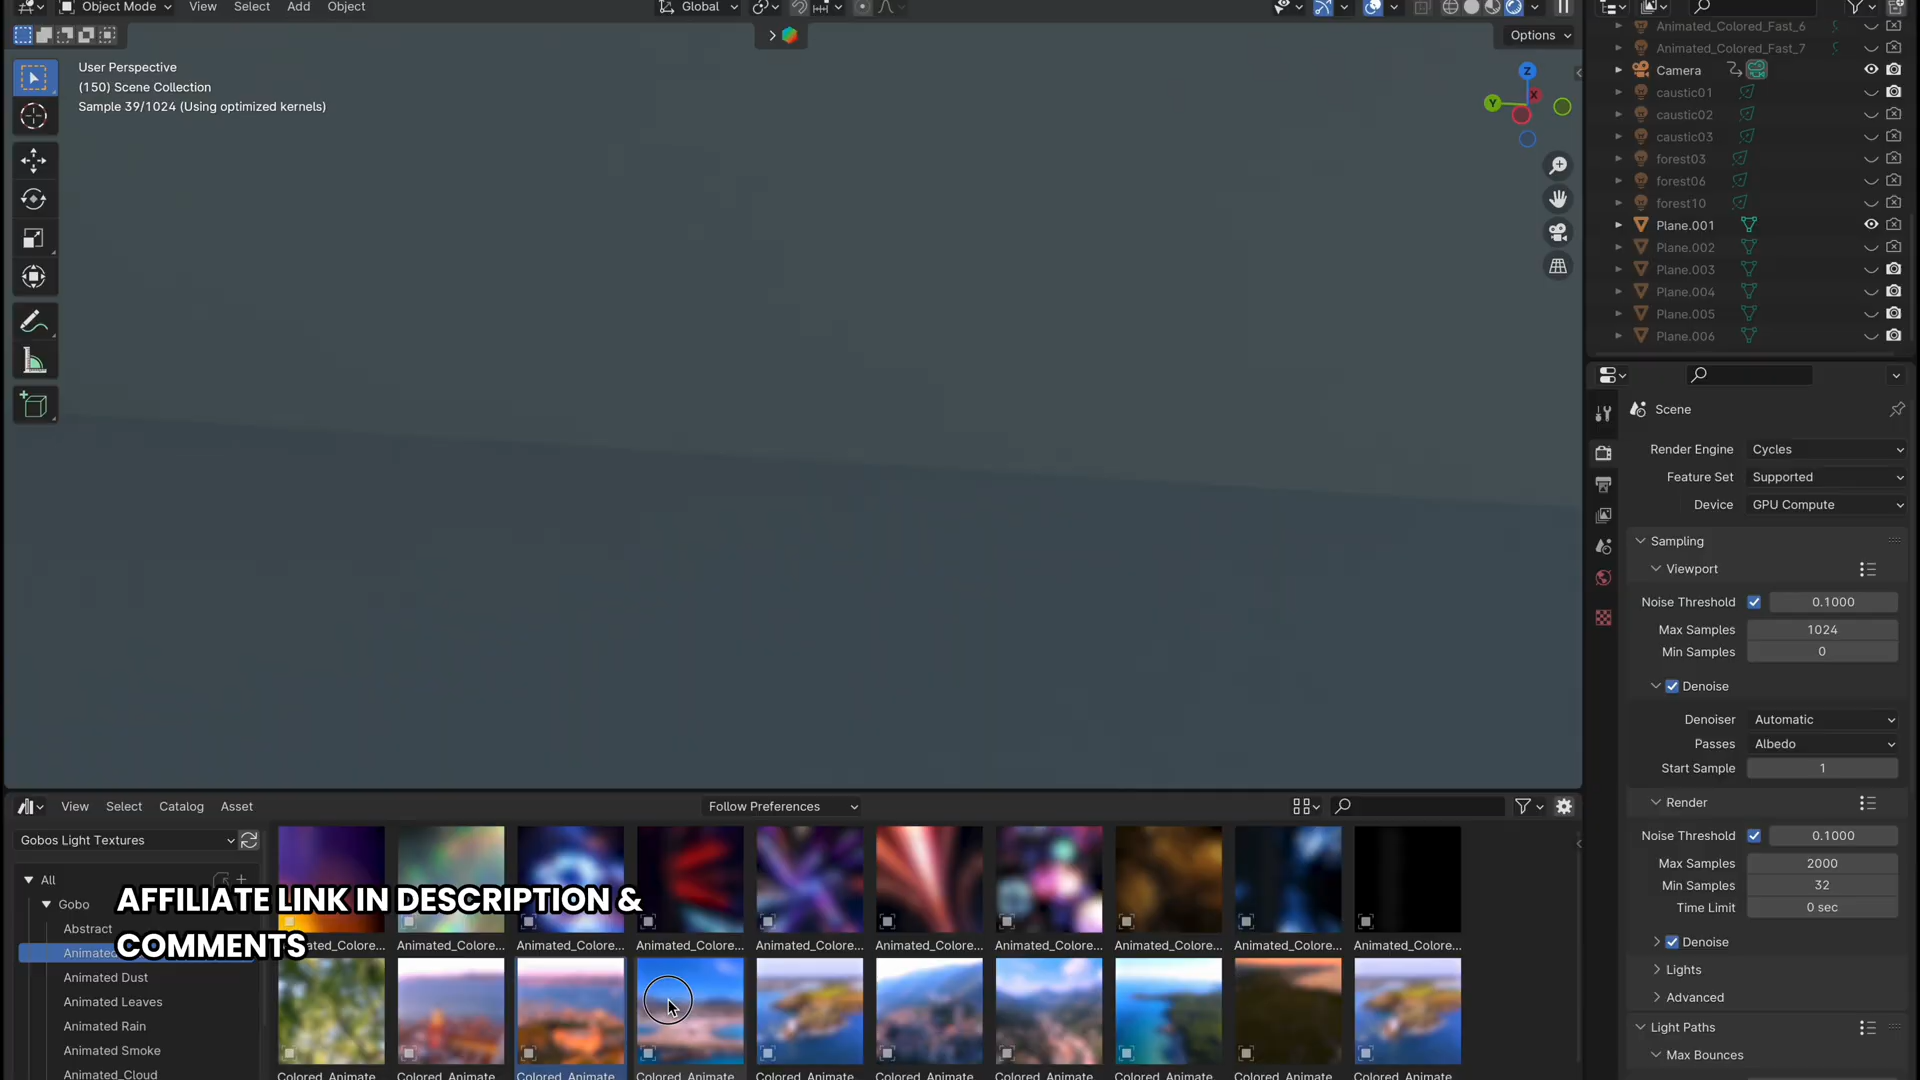 Object Mode View Select Add Object Global
Options
User Perspective
(150) Scene Collection
Sample 39/1024 (Using optimized kernels)
Z
Y
X
Animated_Colored_Fast_6
Animated_Colored_Fast_7
Camera
caustic01
caustic02
caustic03
forest03
forest06
forest10
Plane.001
Plane.002
Plane.003
Plane.004
Plane.005
Plane.006
Scene
Render Engine Cycles
Feature Set Supported
Device GPU Compute
Sampling
Viewport
Noise Threshold 0.1000
Max Samples 1024
Min Samples 0
Denoise
Denoiser Automatic
Passes Albedo
Start Sample 1
Render
Noise Threshold 0.1000
Max Samples 2000
Min Samples 32
Time Limit 0 sec
Denoise
Lights
Advanced
Light Paths
Max Bounces
View Select Catalog Asset Follow Preferences
Gobos Light Textures
All
Gobo
Abstract
Animated
Animated Dust
Animated Leaves
Animated Rain
Animated Smoke
Animated_Cloud
AFFILIATE LINK IN DESCRIPTION &
COMMENTS
Animated_Colore... Animated_Colore... Animated_Colore... Animated_Colore... Animated_Colore... Animated_Colore... Animated_Colore... Animated_Colore... Animated_Colore...
Colored_Animate Colored_Animate Colored_Animate Colored_Animate Colored_Animate Colored_Animate Colored_Animate Colored_Animate Colored_Animate Colored_Animate